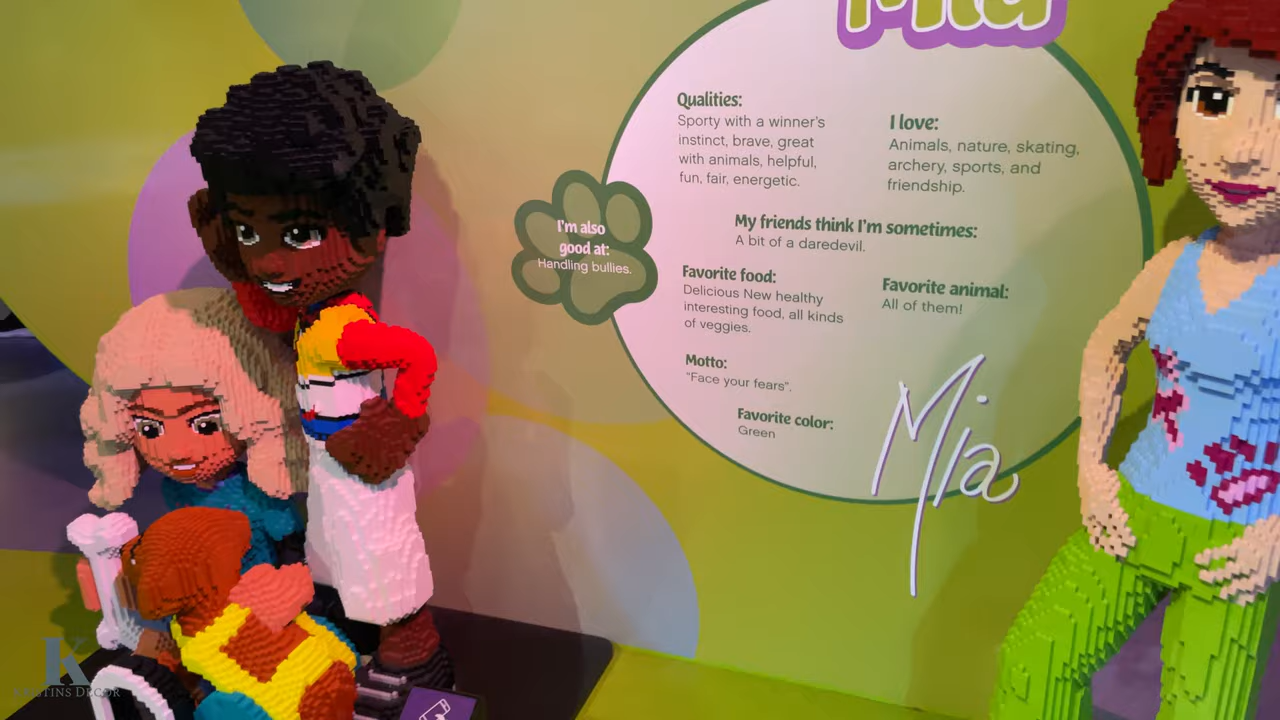 Mia
Qualities:
Sporty with a winner's
instinct, brave, great
with animals, helpful,
fun, fair, energetic.
I love:
Animals, nature, skating,
archery, sports, and
friendship.
I'm also
good at:
Handling bullies.
My friends think I'm sometimes:
A bit of a daredevil.
Favorite food:
Delicious New healthy
interesting food, all kinds
of veggies.
Favorite animal:
All of them!
Motto:
"Face your fears".
Favorite color:
Green
Mia
K
KRISTINS DECOR